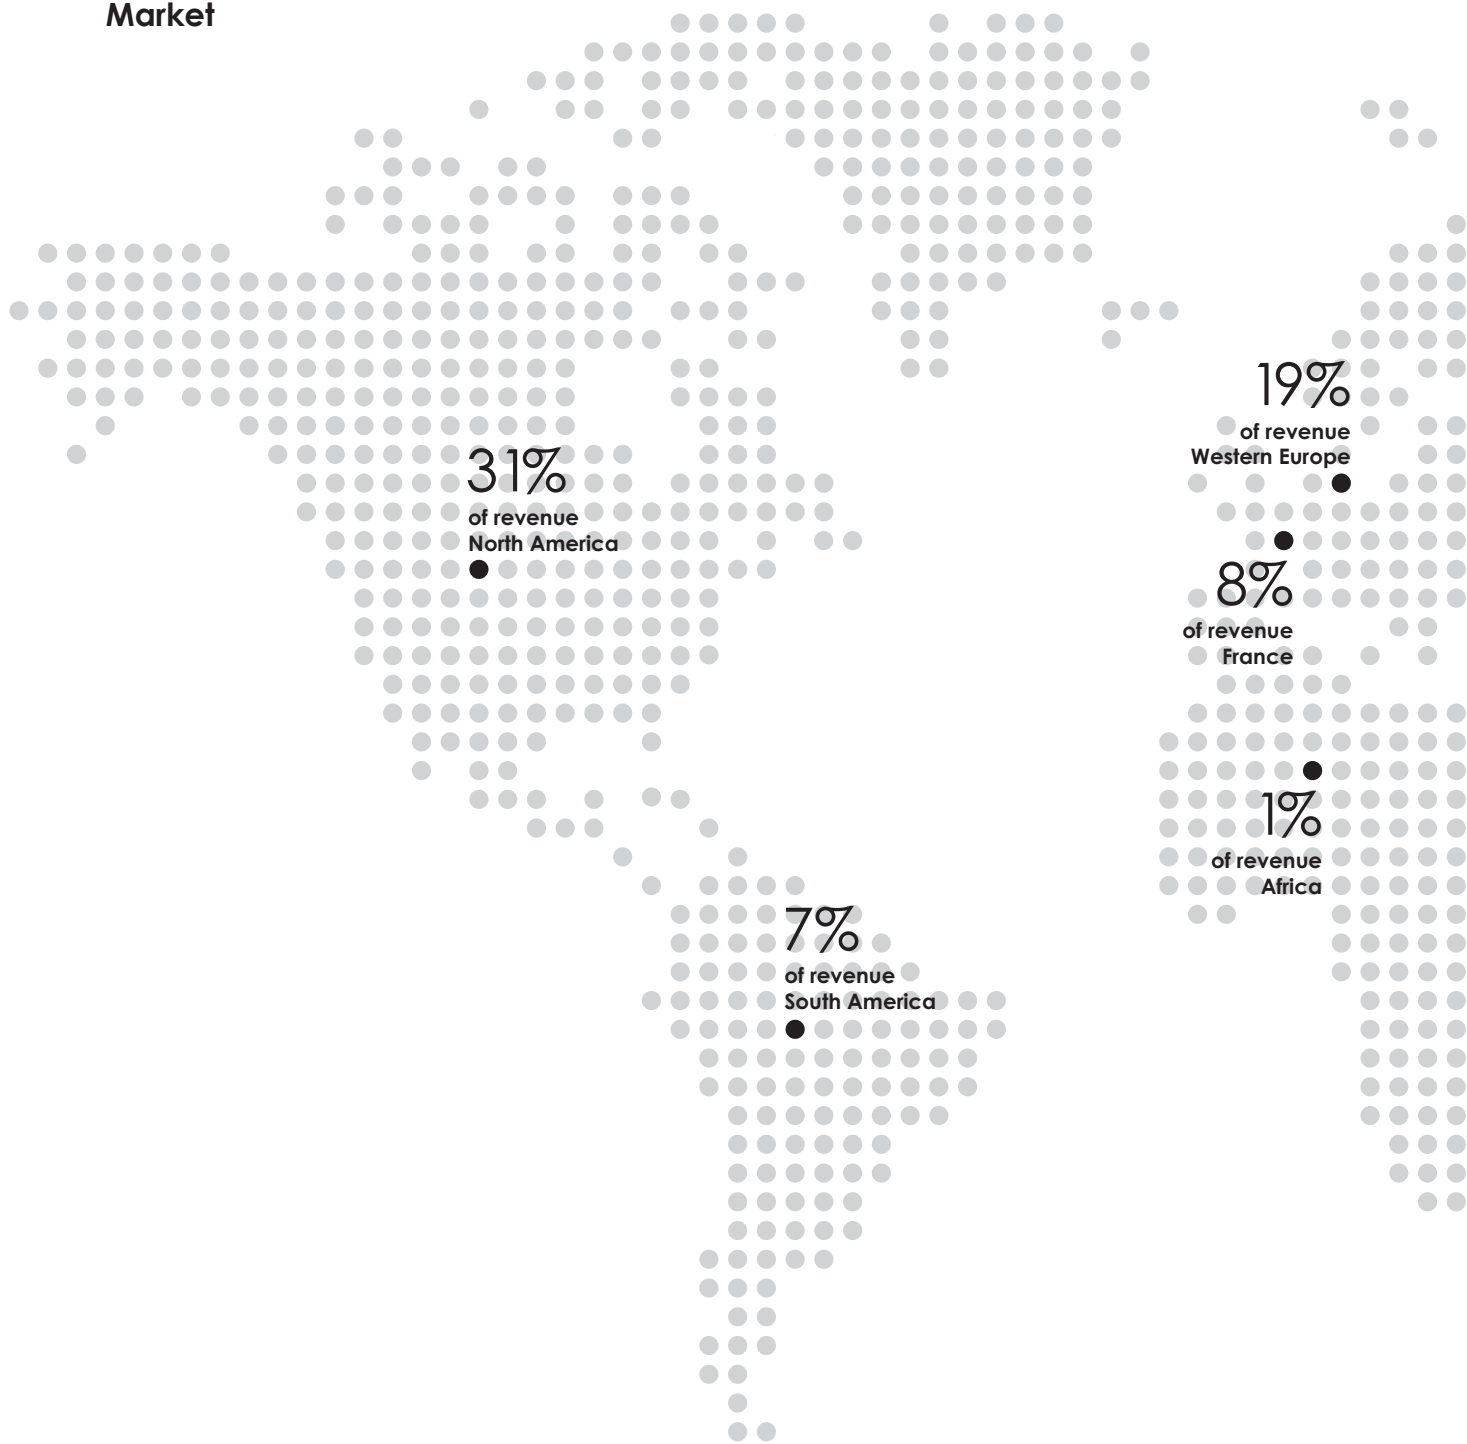 Market
19%
of revenue
Western Europe
31%
of revenue
North America
8%
of revenue
France
1%
of revenue
Africa
7%
of revenue
South America